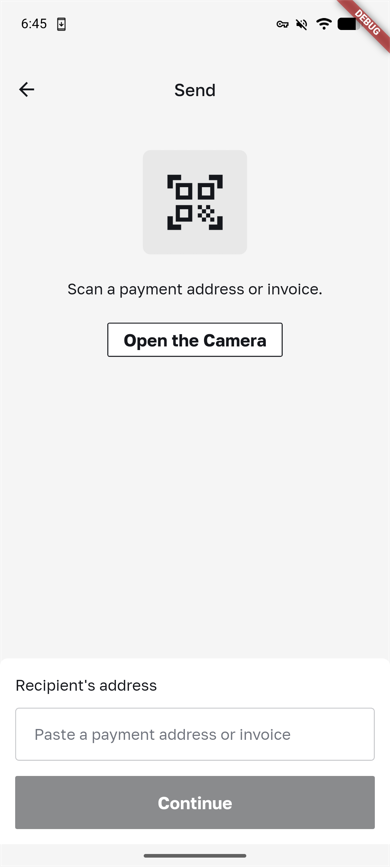 6:45
DEBUG
Send
Scan a payment address or invoice.
Open the Camera
Recipient's address
Paste a payment address or invoice
Continue